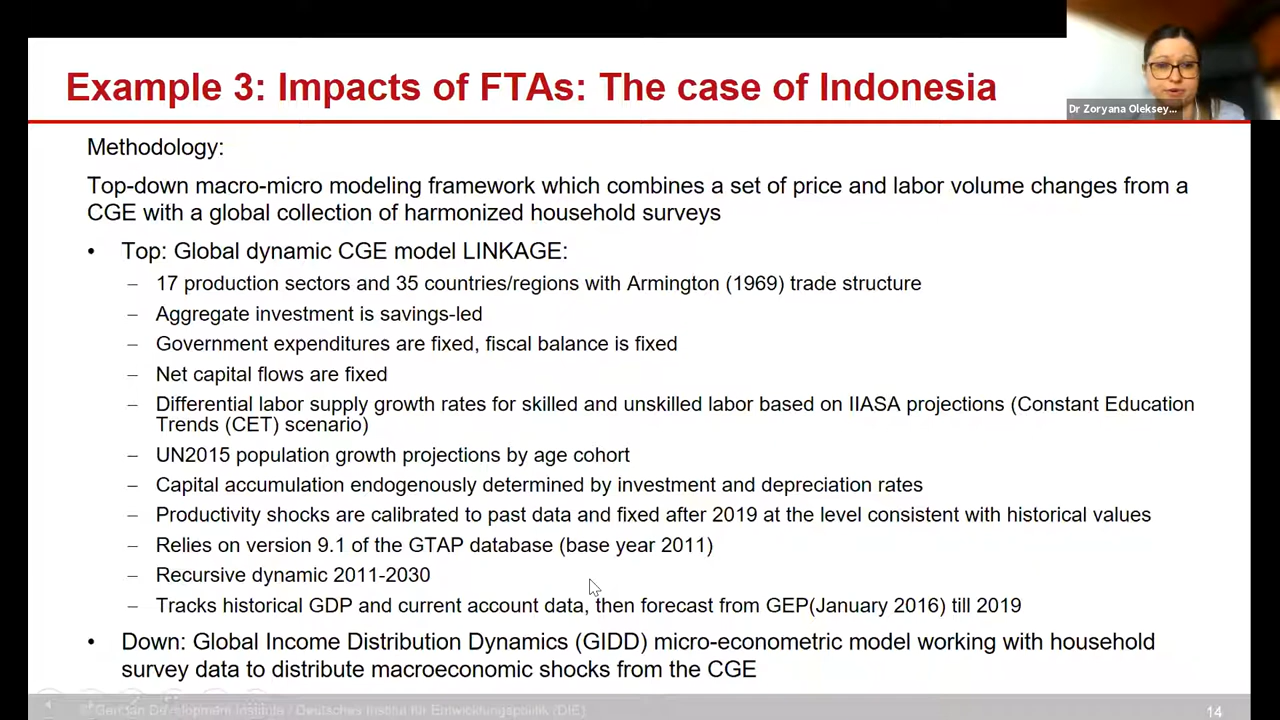 Example 3: Impacts of FTAs: The case of Indonesia
Dr Zoryana Oleksey...
Methodology:
Top-down macro-micro modeling framework which combines a set of price and labor volume changes from a
CGE with a global collection of harmonized household surveys
• Top: Global dynamic CGE model LINKAGE:
– 17 production sectors and 35 countries/regions with Armington (1969) trade structure
– Aggregate investment is savings-led
– Government expenditures are fixed, fiscal balance is fixed
– Net capital flows are fixed
– Differential labor supply growth rates for skilled and unskilled labor based on IIASA projections (Constant Education
Trends (CET) scenario)
– UN2015 population growth projections by age cohort
– Capital accumulation endogenously determined by investment and depreciation rates
– Productivity shocks are calibrated to past data and fixed after 2019 at the level consistent with historical values
– Relies on version 9.1 of the GTAP database (base year 2011)
– Recursive dynamic 2011-2030
– Tracks historical GDP and current account data, then forecast from GEP(January 2016) till 2019
• Down: Global Income Distribution Dynamics (GIDD) micro-econometric model working with household
survey data to distribute macroeconomic shocks from the CGE
© German Development Institute / Deutsches Institut für Entwicklungspolitik (DIE)
14